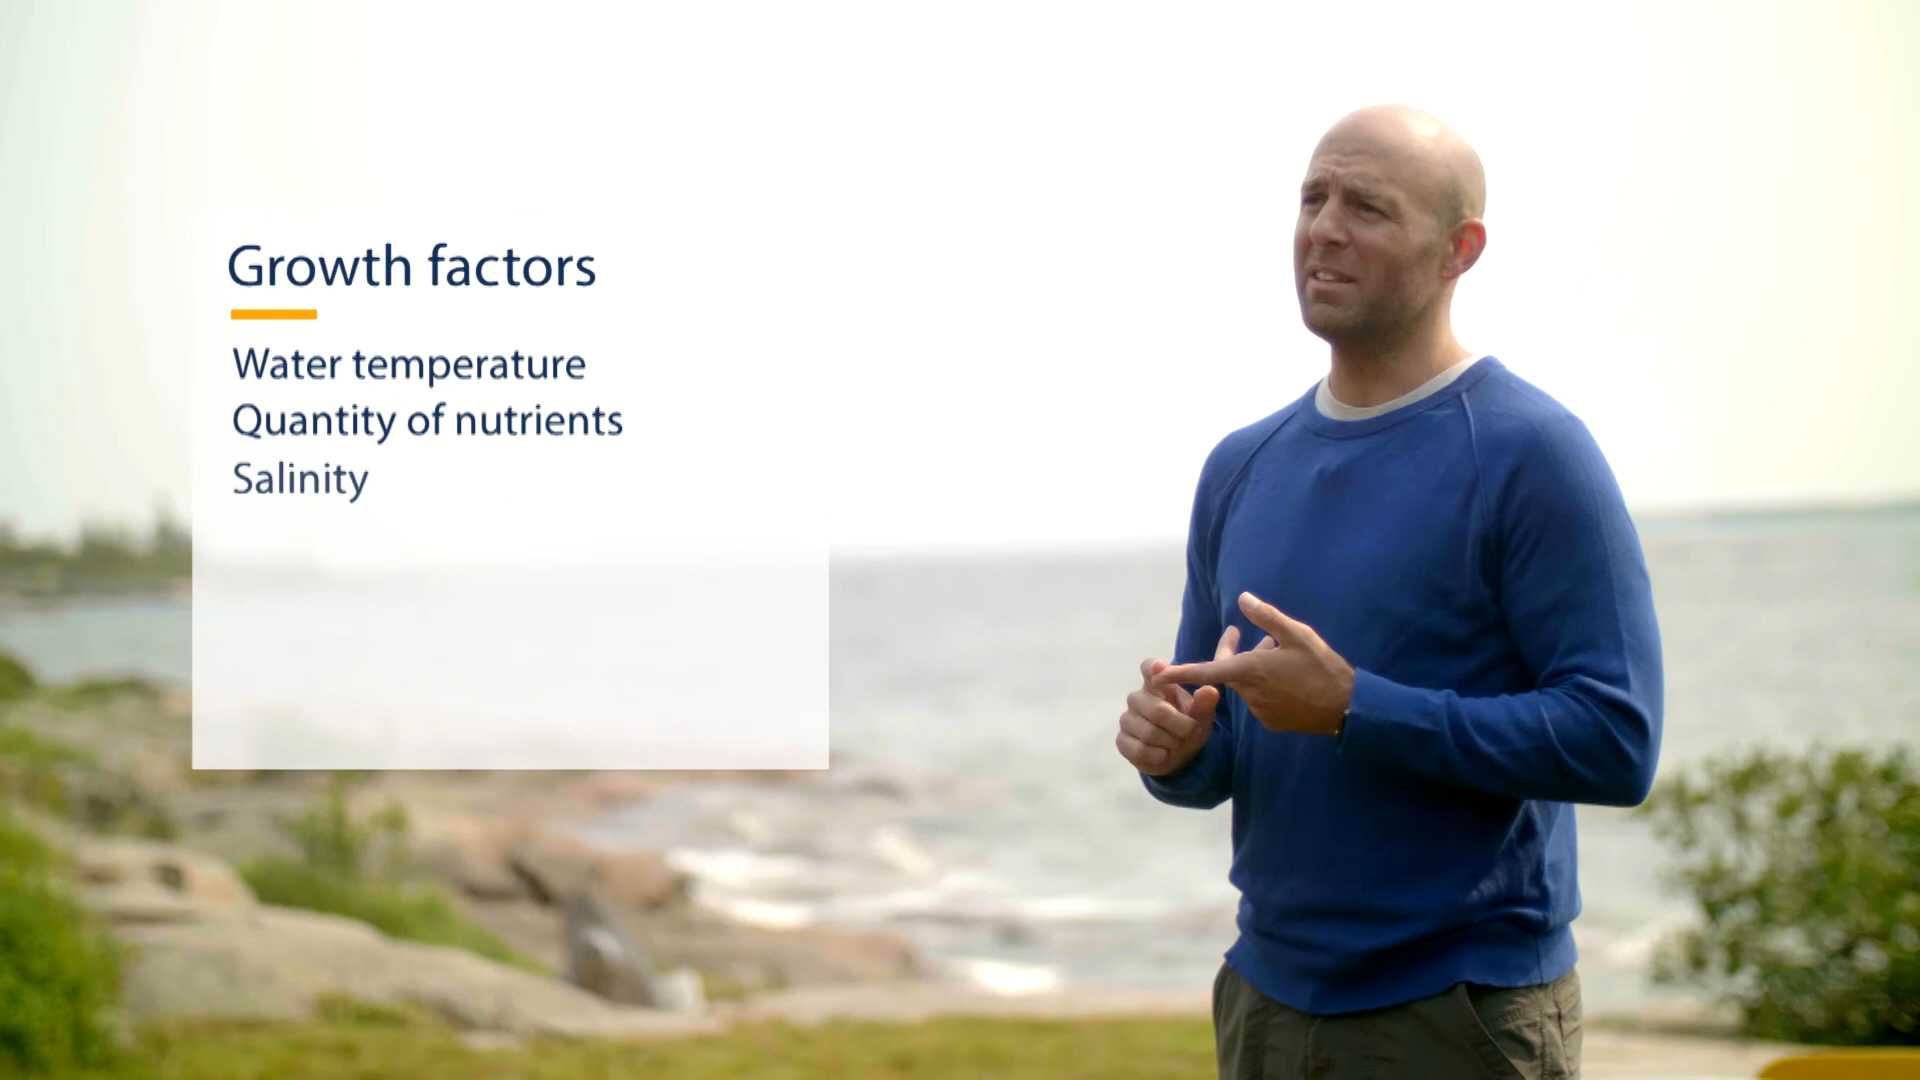 Growth factors
Water temperature
Quantity of nutrients
Salinity